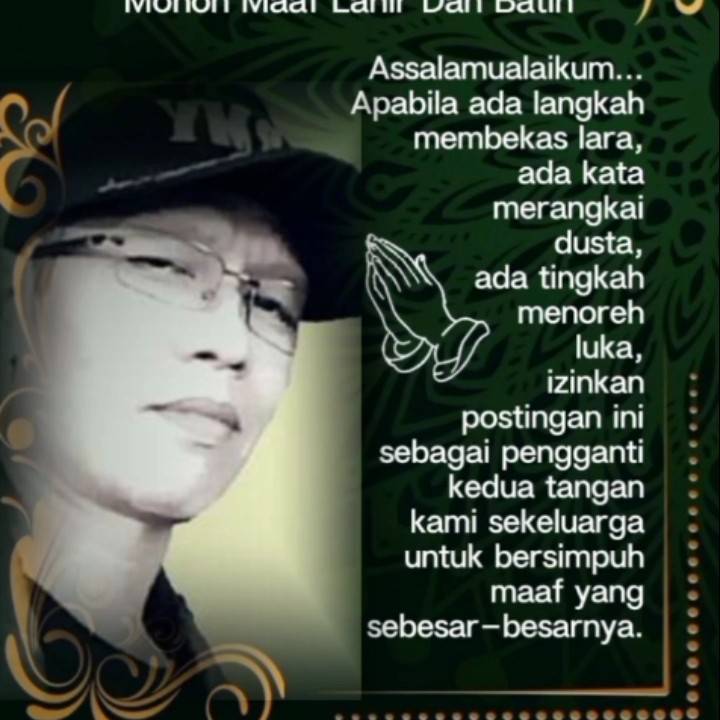 Mohon Maaf Lahir Dan Batin
Assalamualaikum...
Apabila ada langkah
membekas lara,
ada kata
merangkai
dusta,
ada tingkah
menoreh
luka,
izinkan
postingan ini
sebagai pengganti
kedua tangan
kami sekeluarga
untuk bersimpuh
maaf yang
sebesar-besarnya.